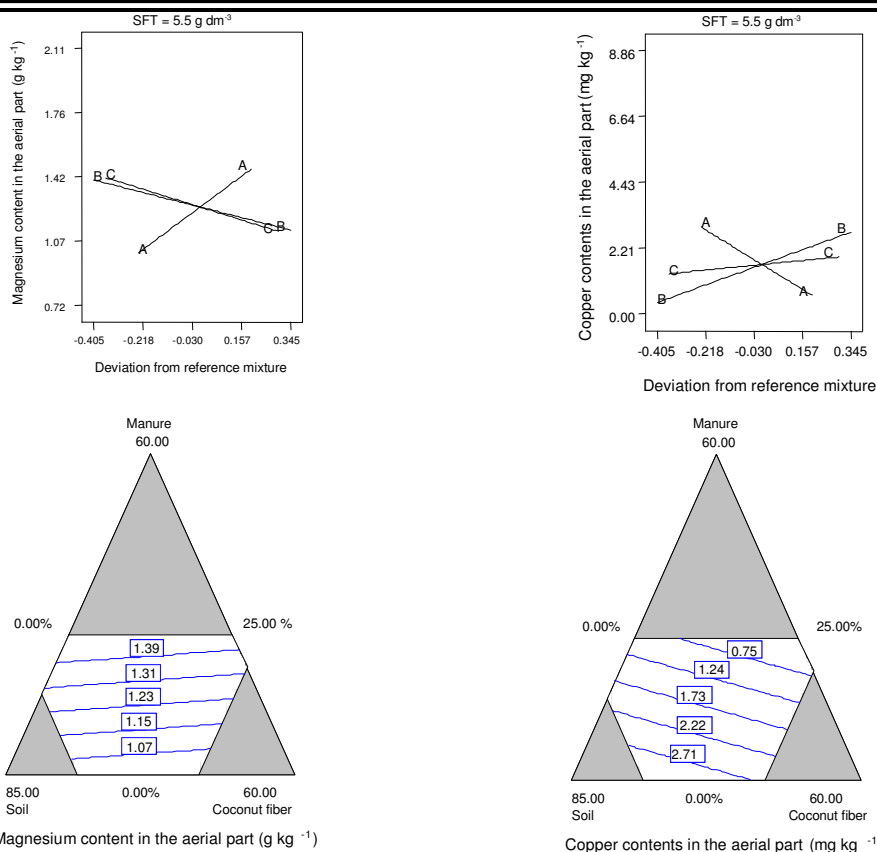 SFT = 5.5 g dm-3
Magnesium content in the aerial part (g kg -1)
2.11
1.76
1.42
1.07
0.72
A
B
C
A
C
B
-0.405 -0.218 -0.030 0.157 0.345
Deviation from reference mixture
SFT = 5.5 g dm-3
Copper contents in the aerial part (mg kg -1)
8.86
6.64
4.43
2.21
0.00
A
B
C
C
B
A
-0.405 -0.218 -0.030 0.157 0.345
Deviation from reference mixture
Manure
60.00
0.00%
25.00 %
1.39
1.31
1.23
1.15
1.07
85.00 0.00% 60.00
Soil Coconut fiber
Magnesium content in the aerial part (g kg -1)
Manure
60.00
0.00%
25.00%
0.75
1.24
1.73
2.22
2.71
85.00 0.00% 60.00
Soil Coconut fiber
Copper contents in the aerial part (mg kg -1